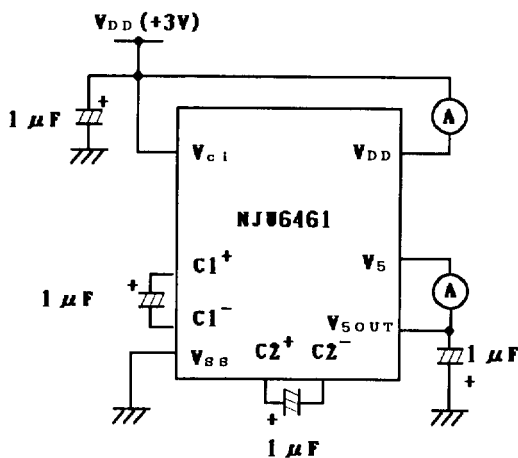 VDD (+3V)
+
1 μF
A
Vci
VDD
NJU6461
C1+
V5
+
1 μF
A
C1-
V5OUT
VSS
C2+
C2-
1 μF
+
+
1 μF